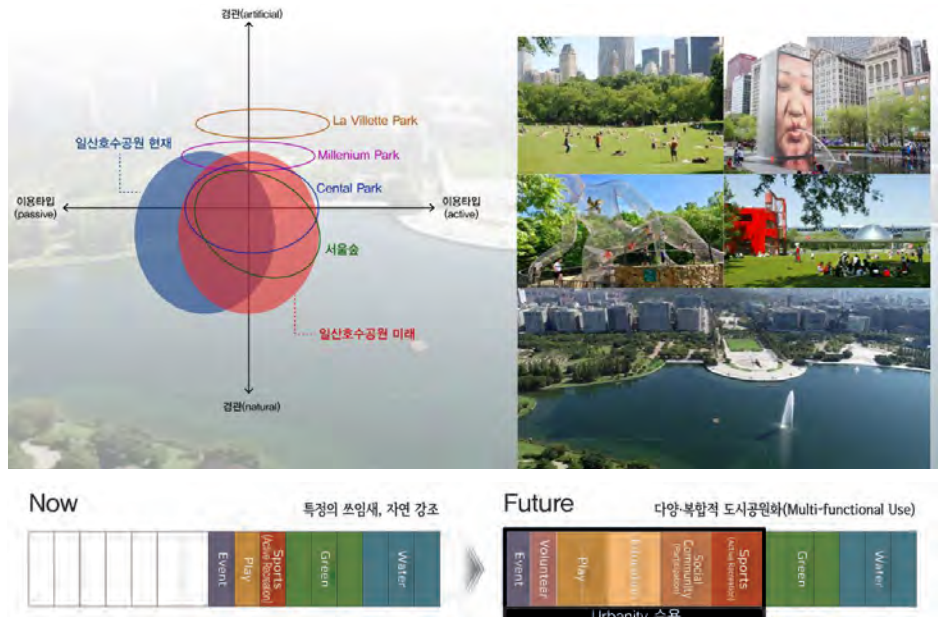 경관(artificial)
La Villette Park
일산호수공원 현재
Millenium Park
Cental Park
이용타입
(passive)
이용타입
(active)
서울숲
일산호수공원 미래
경관(natural)
Now
특정의 쓰임새, 자연 강조
Future
다양·복합적 도시공원화(Multi-functional Use)
Event
Play
Sports
(Active Recreation)
Green
Water
Event
Volunteer
Play
Education
Social
Community
(Participation)
Sports
(Active Recreation)
Green
Water
Urbanity 수용